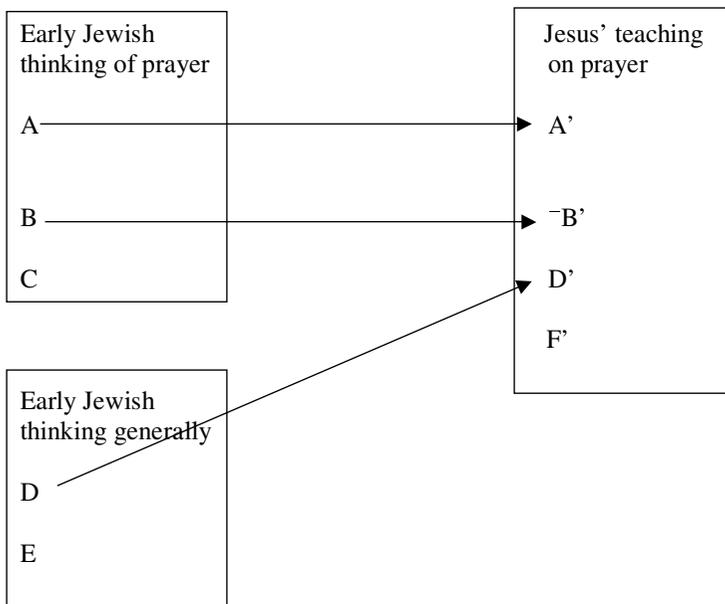 Early Jewish
thinking of prayer
A
B
C
Early Jewish
thinking generally
D
E
Jesus’ teaching
on prayer
A’
⁻B’
D’
F’